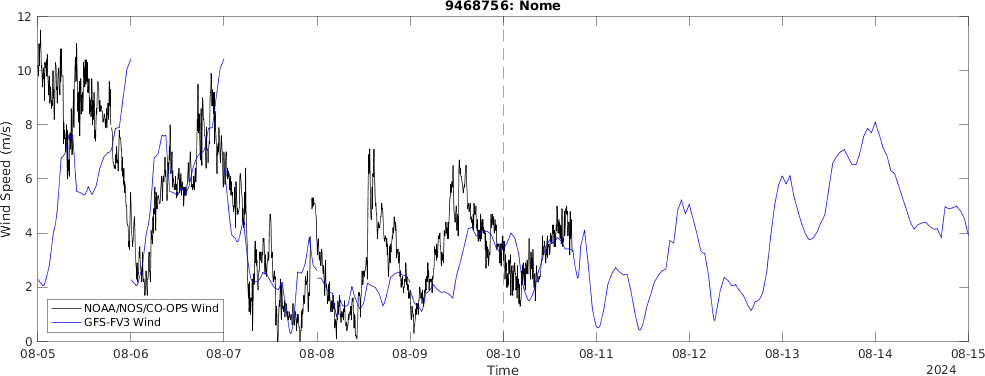 9468756: Nome
Wind Speed (m/s)
12
10
8
6
4
2
0
NOAA/NOS/CO-OPS Wind
GFS-FV3 Wind
08-05 08-06 08-07 08-08 08-09 08-10 08-11 08-12 08-13 08-14 08-15
Time
2024